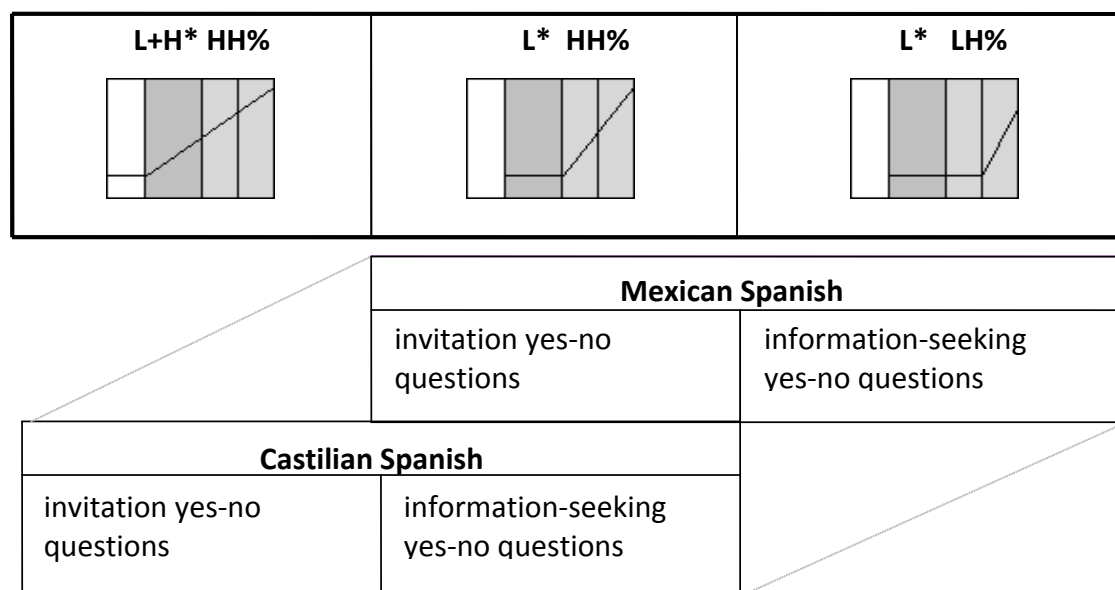 L+H* HH%
L* HH%
L* LH%
Mexican Spanish
invitation yes-no
questions
information-seeking
yes-no questions
Castilian Spanish
invitation yes-no
questions
information-seeking
yes-no questions